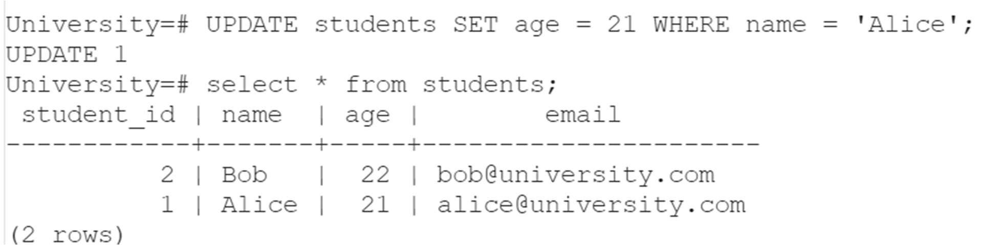 University=# UPDATE students SET age = 21 WHERE name = 'Alice';
UPDATE 1
University=# select * from students;
 student_id | name  | age |        email
------------+-------+-----+----------------------
          2 | Bob   |  22 | bob@university.com
          1 | Alice |  21 | alice@university.com
(2 rows)